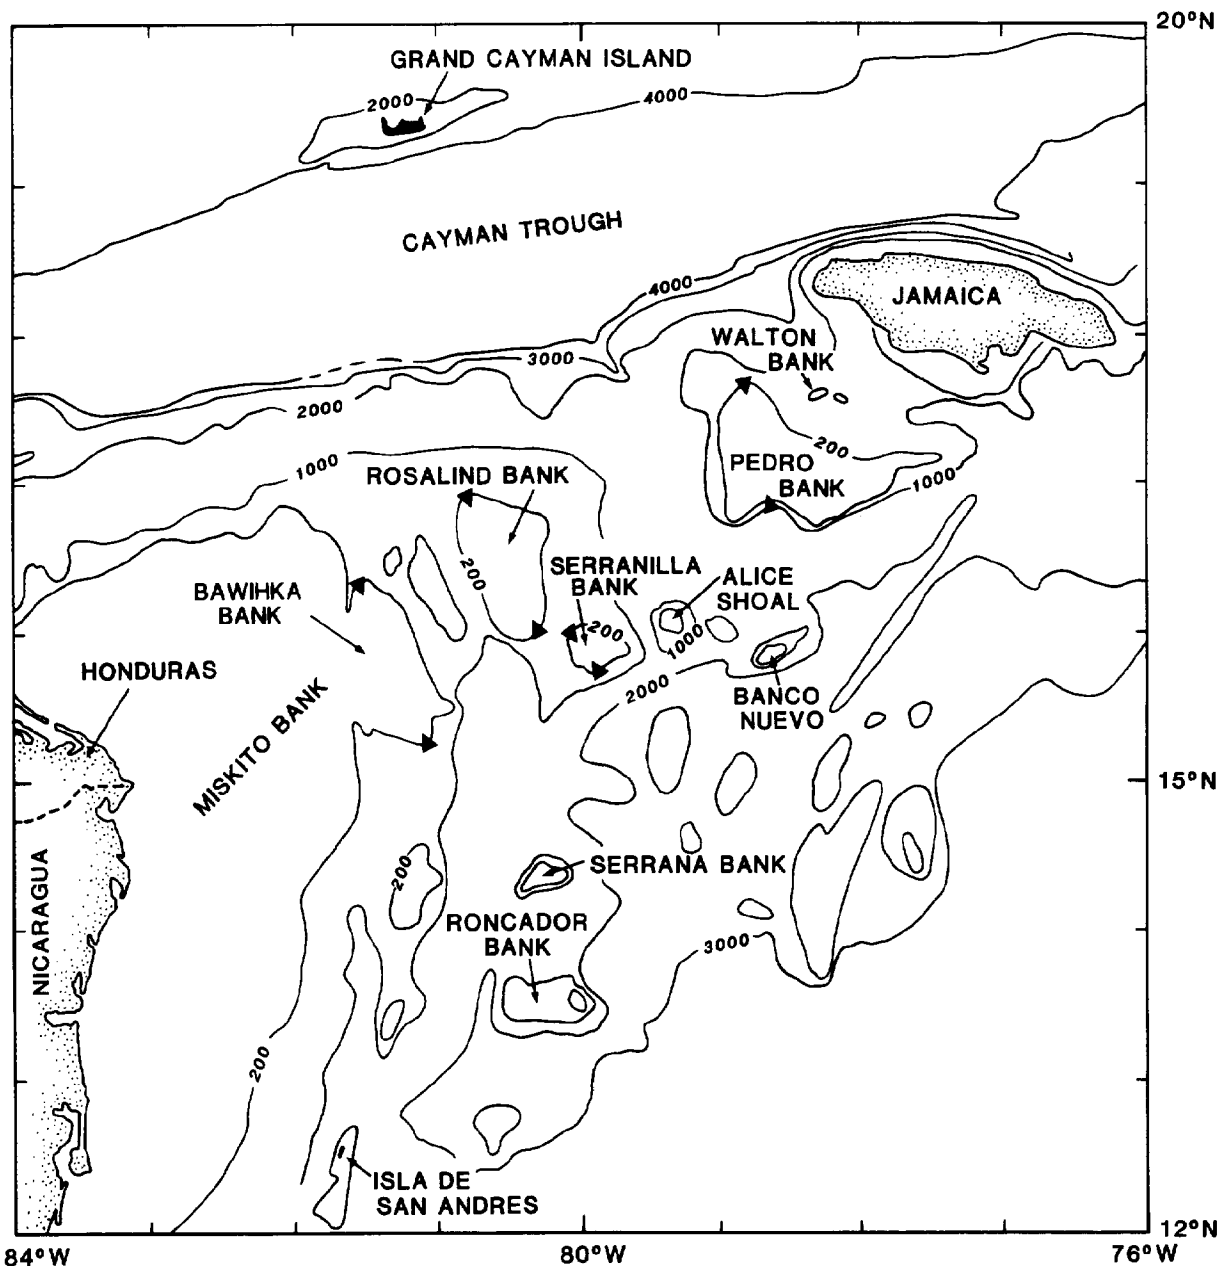 20°N
GRAND CAYMAN ISLAND
2000
4000
CAYMAN TROUGH
4000
JAMAICA
WALTON
BANK
3000
2000
200
1000
ROSALIND BANK
PEDRO
BANK
1000
200
SERRANILLA
BANK
ALICE
SHOAL
BAWIHKA
BANK
200
1000
HONDURAS
2000
BANCO
NUEVO
MISKITO BANK
15°N
NICARAGUA
200
SERRANA BANK
RONCADOR
BANK
3000
200
ISLA DE
SAN ANDRES
12°N
84°W
80°W
76°W